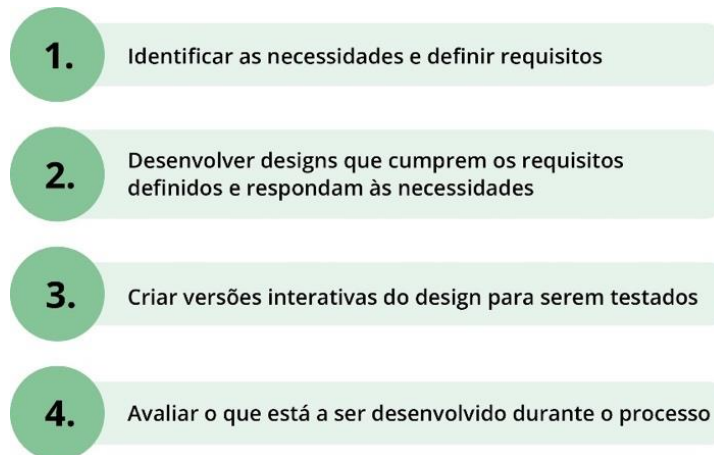 1.
Identificar as necessidades e definir requisitos
2.
Desenvolver designs que cumprem os requisitos
definidos e respondam às necessidades
3.
Criar versões interativas do design para serem testados
4.
Avaliar o que está a ser desenvolvido durante o processo